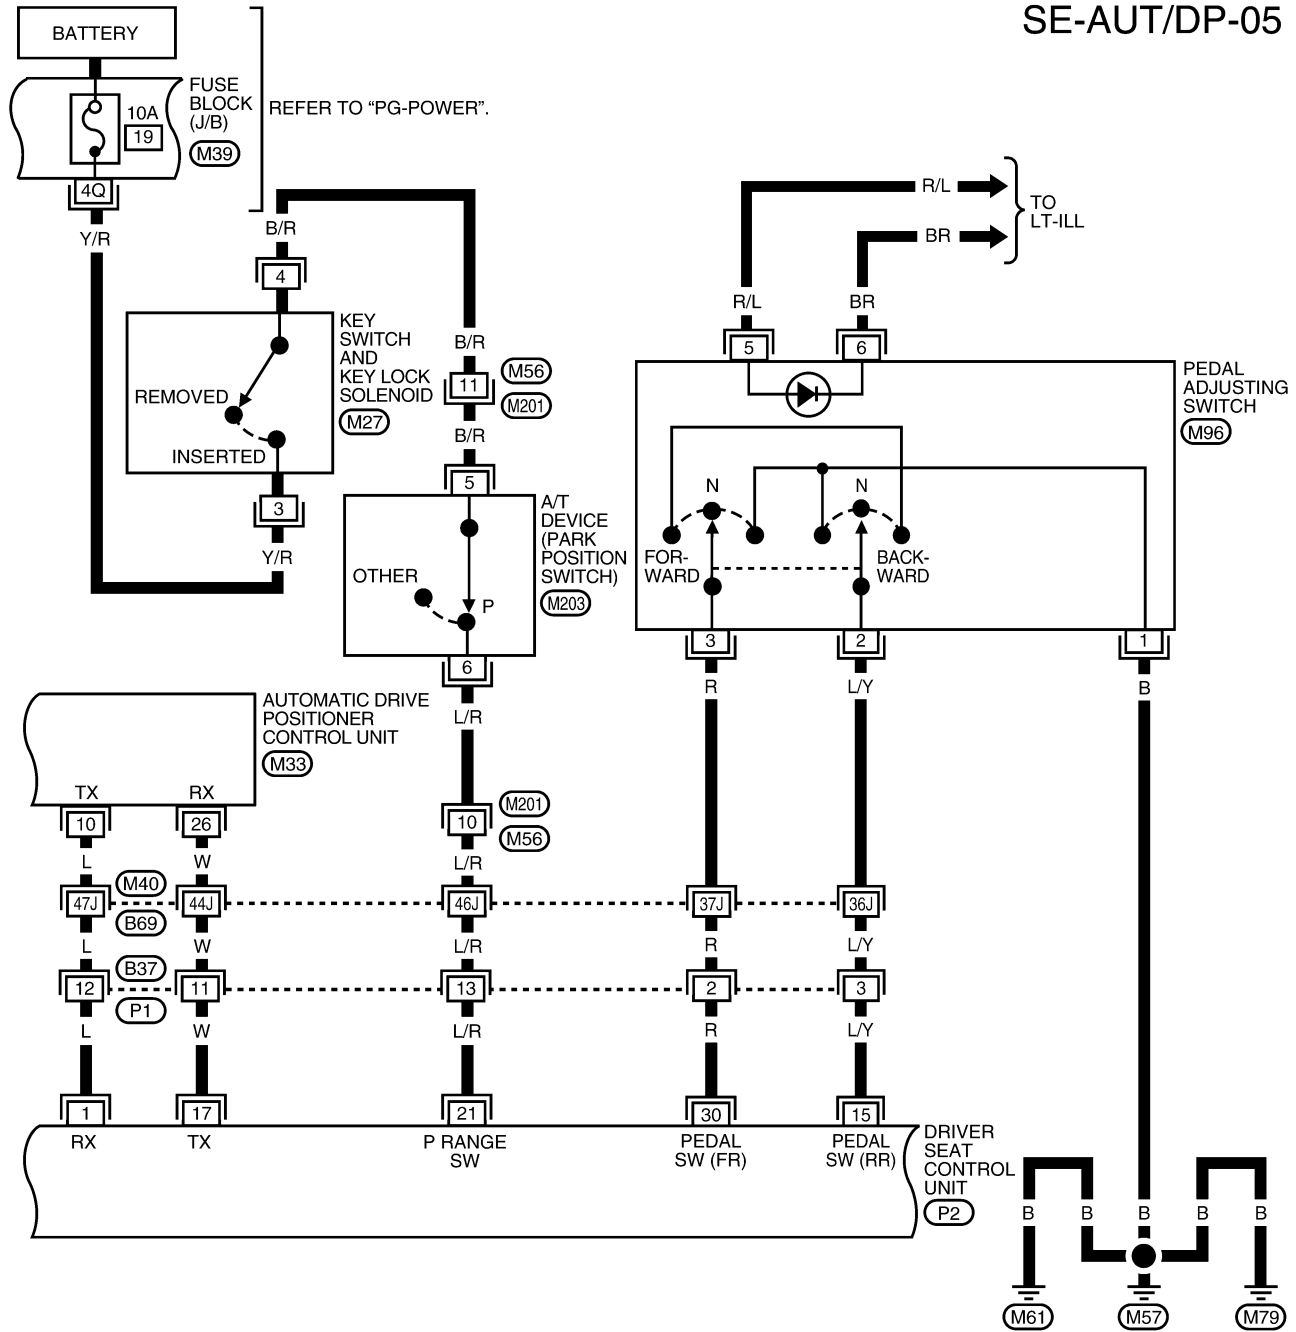 SE-AUT/DP-05
BATTERY
FUSE
BLOCK
(J/B)
M39
10A
19
REFER TO “PG-POWER”.
4Q
Y/R
B/R
4
KEY
SWITCH
AND
KEY LOCK
SOLENOID
M27
REMOVED
INSERTED
3
Y/R
B/R
11
M56
M201
B/R
5
A/T
DEVICE
(PARK
POSITION
SWITCH)
M203
OTHER
P
6
L/R
R/L
BR
TO
LT-ILL
R/L
BR
5
6
PEDAL
ADJUSTING
SWITCH
M96
N
N
FOR-
WARD
BACK-
WARD
3
2
1
R
L/Y
B
AUTOMATIC DRIVE
POSITIONER
CONTROL UNIT
M33
TX
RX
10
26
10
M201
M56
L
W
L/R
M40
47J
44J
46J
37J
36J
B69
L
W
L/R
R
L/Y
B37
12
11
13
2
3
P1
L
W
L/R
R
L/Y
1
17
21
30
15
RX
TX
P RANGE
SW
PEDAL
SW (FR)
PEDAL
SW (RR)
DRIVER
SEAT
CONTROL
UNIT
P2
B
B
B
B
B
M61
M57
M79